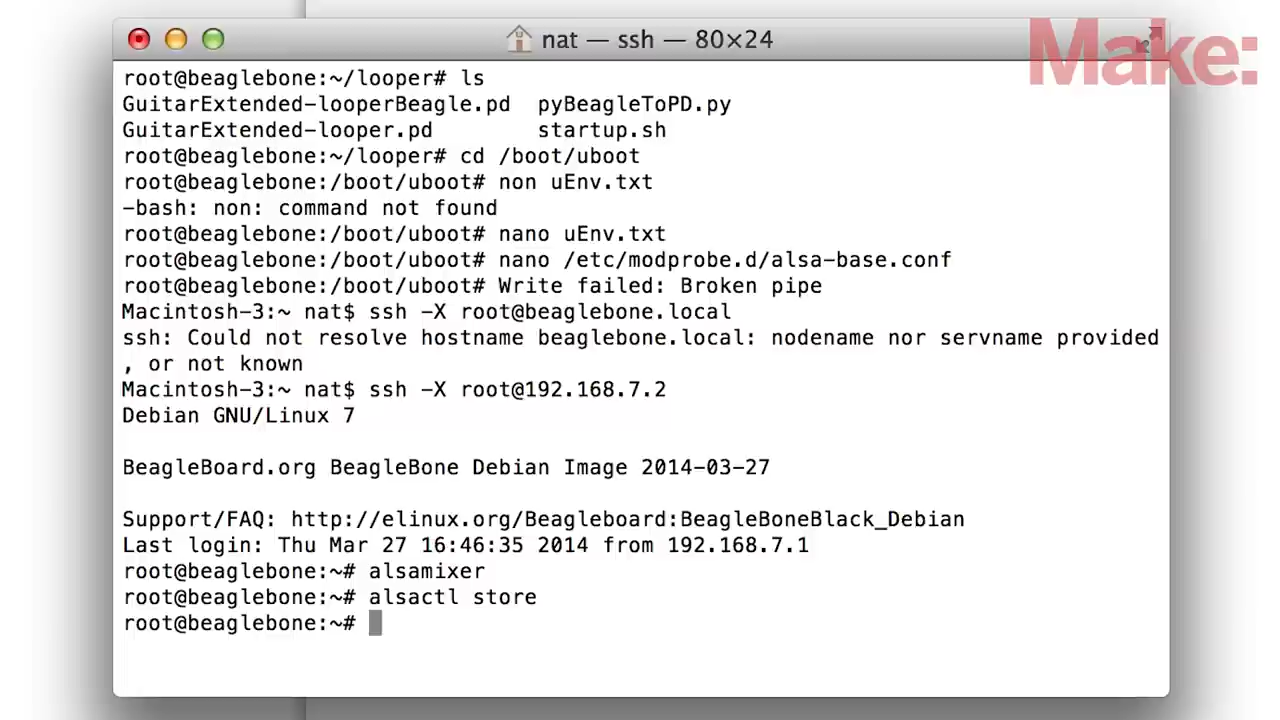 nat — ssh — 80×24
Make:
root@beaglebone:~/looper# ls
GuitarExtended-looperBeagle.pd  pyBeagleToPD.py
GuitarExtended-looper.pd        startup.sh
root@beaglebone:~/looper# cd /boot/uboot
root@beaglebone:/boot/uboot# non uEnv.txt
-bash: non: command not found
root@beaglebone:/boot/uboot# nano uEnv.txt
root@beaglebone:/boot/uboot# nano /etc/modprobe.d/alsa-base.conf
root@beaglebone:/boot/uboot# Write failed: Broken pipe
Macintosh-3:~ nat$ ssh -X root@beaglebone.local
ssh: Could not resolve hostname beaglebone.local: nodename nor servname provided
, or not known
Macintosh-3:~ nat$ ssh -X root@192.168.7.2
Debian GNU/Linux 7
BeagleBoard.org BeagleBone Debian Image 2014-03-27
Support/FAQ: http://elinux.org/Beagleboard:BeagleBoneBlack_Debian
Last login: Thu Mar 27 16:46:35 2014 from 192.168.7.1
root@beaglebone:~# alsamixer
root@beaglebone:~# alsactl store
root@beaglebone:~#